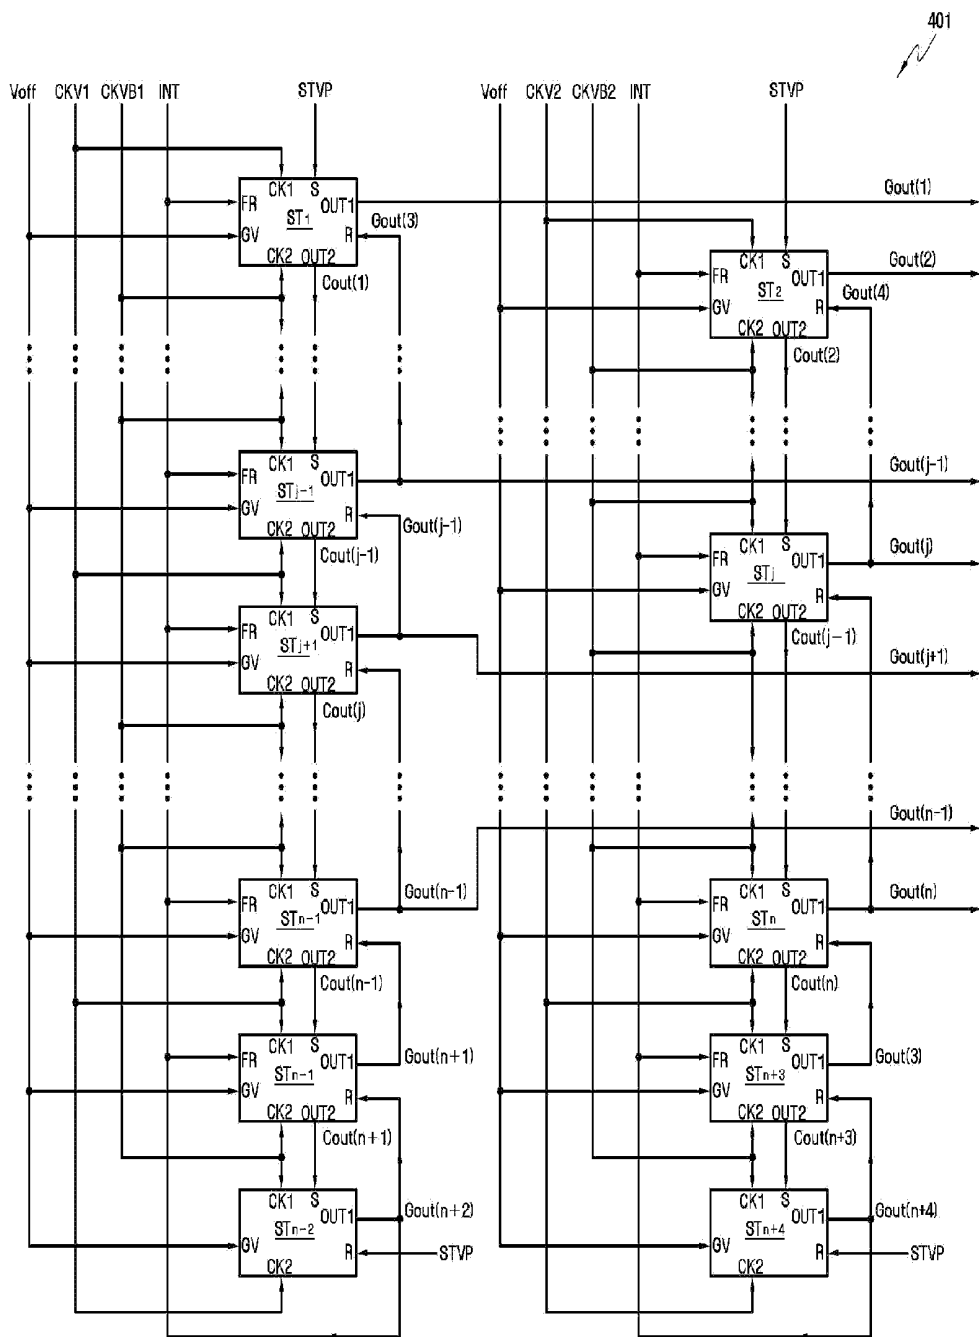 401
Voff CKV1 CKVB1 INT STVP Voff CKV2 CKVB2 INT STVP
CK1 S
FR ST1 OUT1
GV R
CK2 OUT2
Gout(3)
Gout(1)
Cout(1)
CK1 S
FR ST2 OUT1
GV R
CK2 OUT2
Gout(2)
Gout(4)
Cout(2)
CK1 S
FR STj-1 OUT1
GV R
CK2 OUT2
Gout(j-1)
Gout(j-1)
Cout(j-1)
CK1 S
FR STj OUT1
GV R
CK2 OUT2
Gout(j)
Cout(j-1)
CK1 S
FR STj+1 OUT1
GV R
CK2 OUT2
Gout(j+1)
Cout(j)
Gout(n-1)
CK1 S
FR STn-1 OUT1
GV R
CK2 OUT2
Gout(n-1)
Cout(n-1)
CK1 S
FR STn OUT1
GV R
CK2 OUT2
Gout(n)
Cout(n)
CK1 S
FR STn-1 OUT1
GV R
CK2 OUT2
Gout(n+1)
Cout(n+1)
CK1 S
FR STn+3 OUT1
GV R
CK2 OUT2
Gout(3)
Cout(n+3)
CK1 S
STn-2 OUT1
GV R
CK2
Gout(n+2)
STVP
CK1 S
STn+4 OUT1
GV R
CK2
Gout(n+4)
STVP